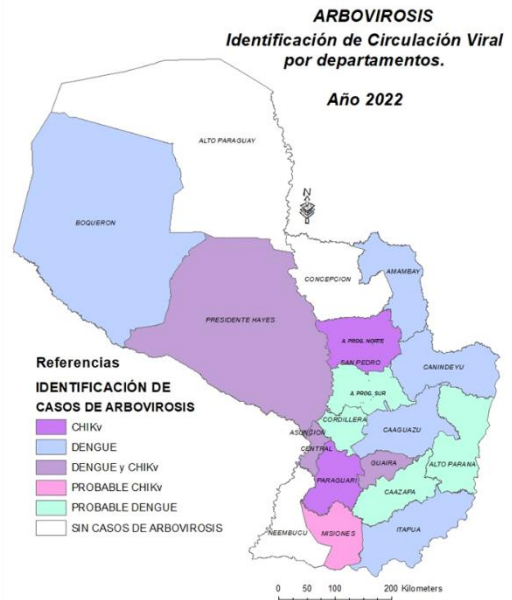 ARBOVIROSIS
Identificación de Circulación Viral
por departamentos.
Año 2022
ALTO PARAGUAY
BOQUERON
N
CONCEPCION
AMAMBAY
PRESIDENTE HAYES
A. PROG. NORTE
SAN PEDRO
CANINDEYU
A. PROG. SUR
CORDILLERA
CAAGUAZU
ASUNCION
CENTRAL
GUAIRA
ALTO PARANA
PARAGUARI
CAAZAPA
ÑEEMBUCU
MISIONES
ITAPUA
Referencias
IDENTIFICACIÓN DE
CASOS DE ARBOVIROSIS
CHIKv
DENGUE
DENGUE y CHIKv
PROBABLE CHIKv
PROBABLE DENGUE
SIN CASOS DE ARBOVIROSIS
0 50 100 200 Kilometers